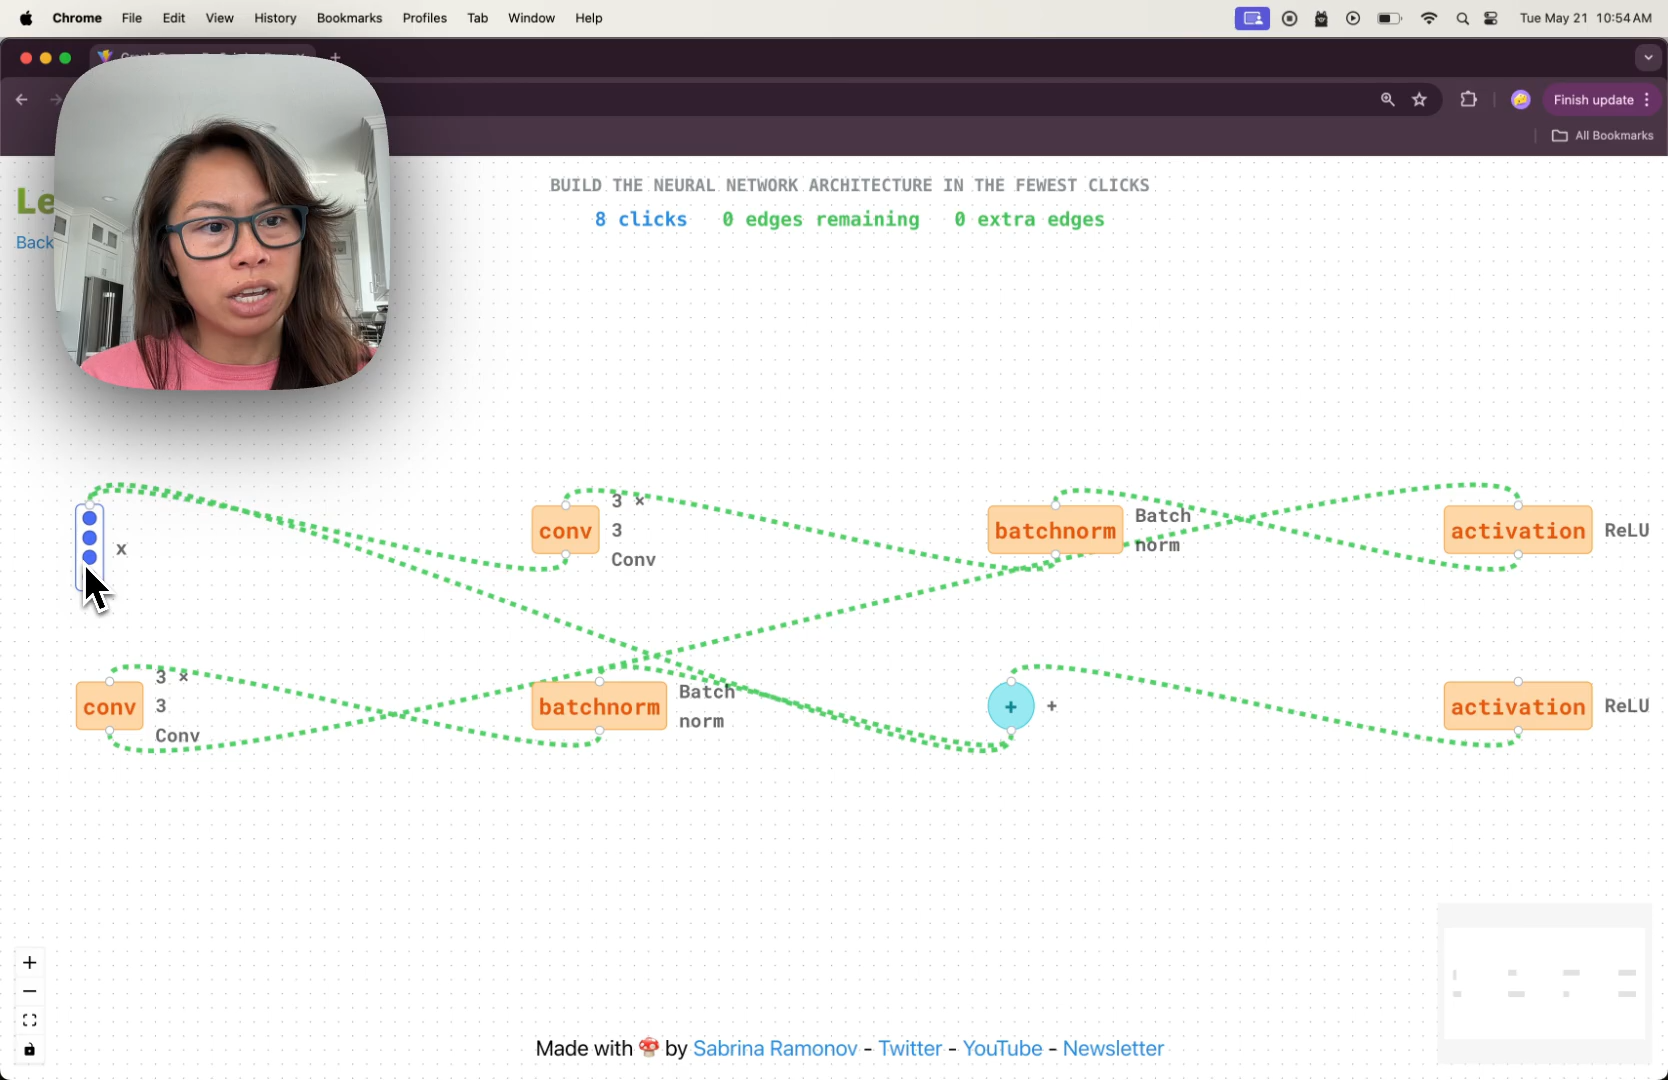 Chrome File Edit View History Bookmarks Profiles Tab Window Help Tue May 21 10:54 AM
Finish update
All Bookmarks
BUILD THE NEURAL NETWORK ARCHITECTURE IN THE FEWEST CLICKS
8 clicks 0 edges remaining 0 extra edges
Le
Back
x
conv
3 ×
3
Conv
batchnorm
Batch
norm
activation
ReLU
conv
3 ×
3
Conv
batchnorm
Batch
norm
+
+
activation
ReLU
Made with 🍄 by Sabrina Ramonov - Twitter - YouTube - Newsletter